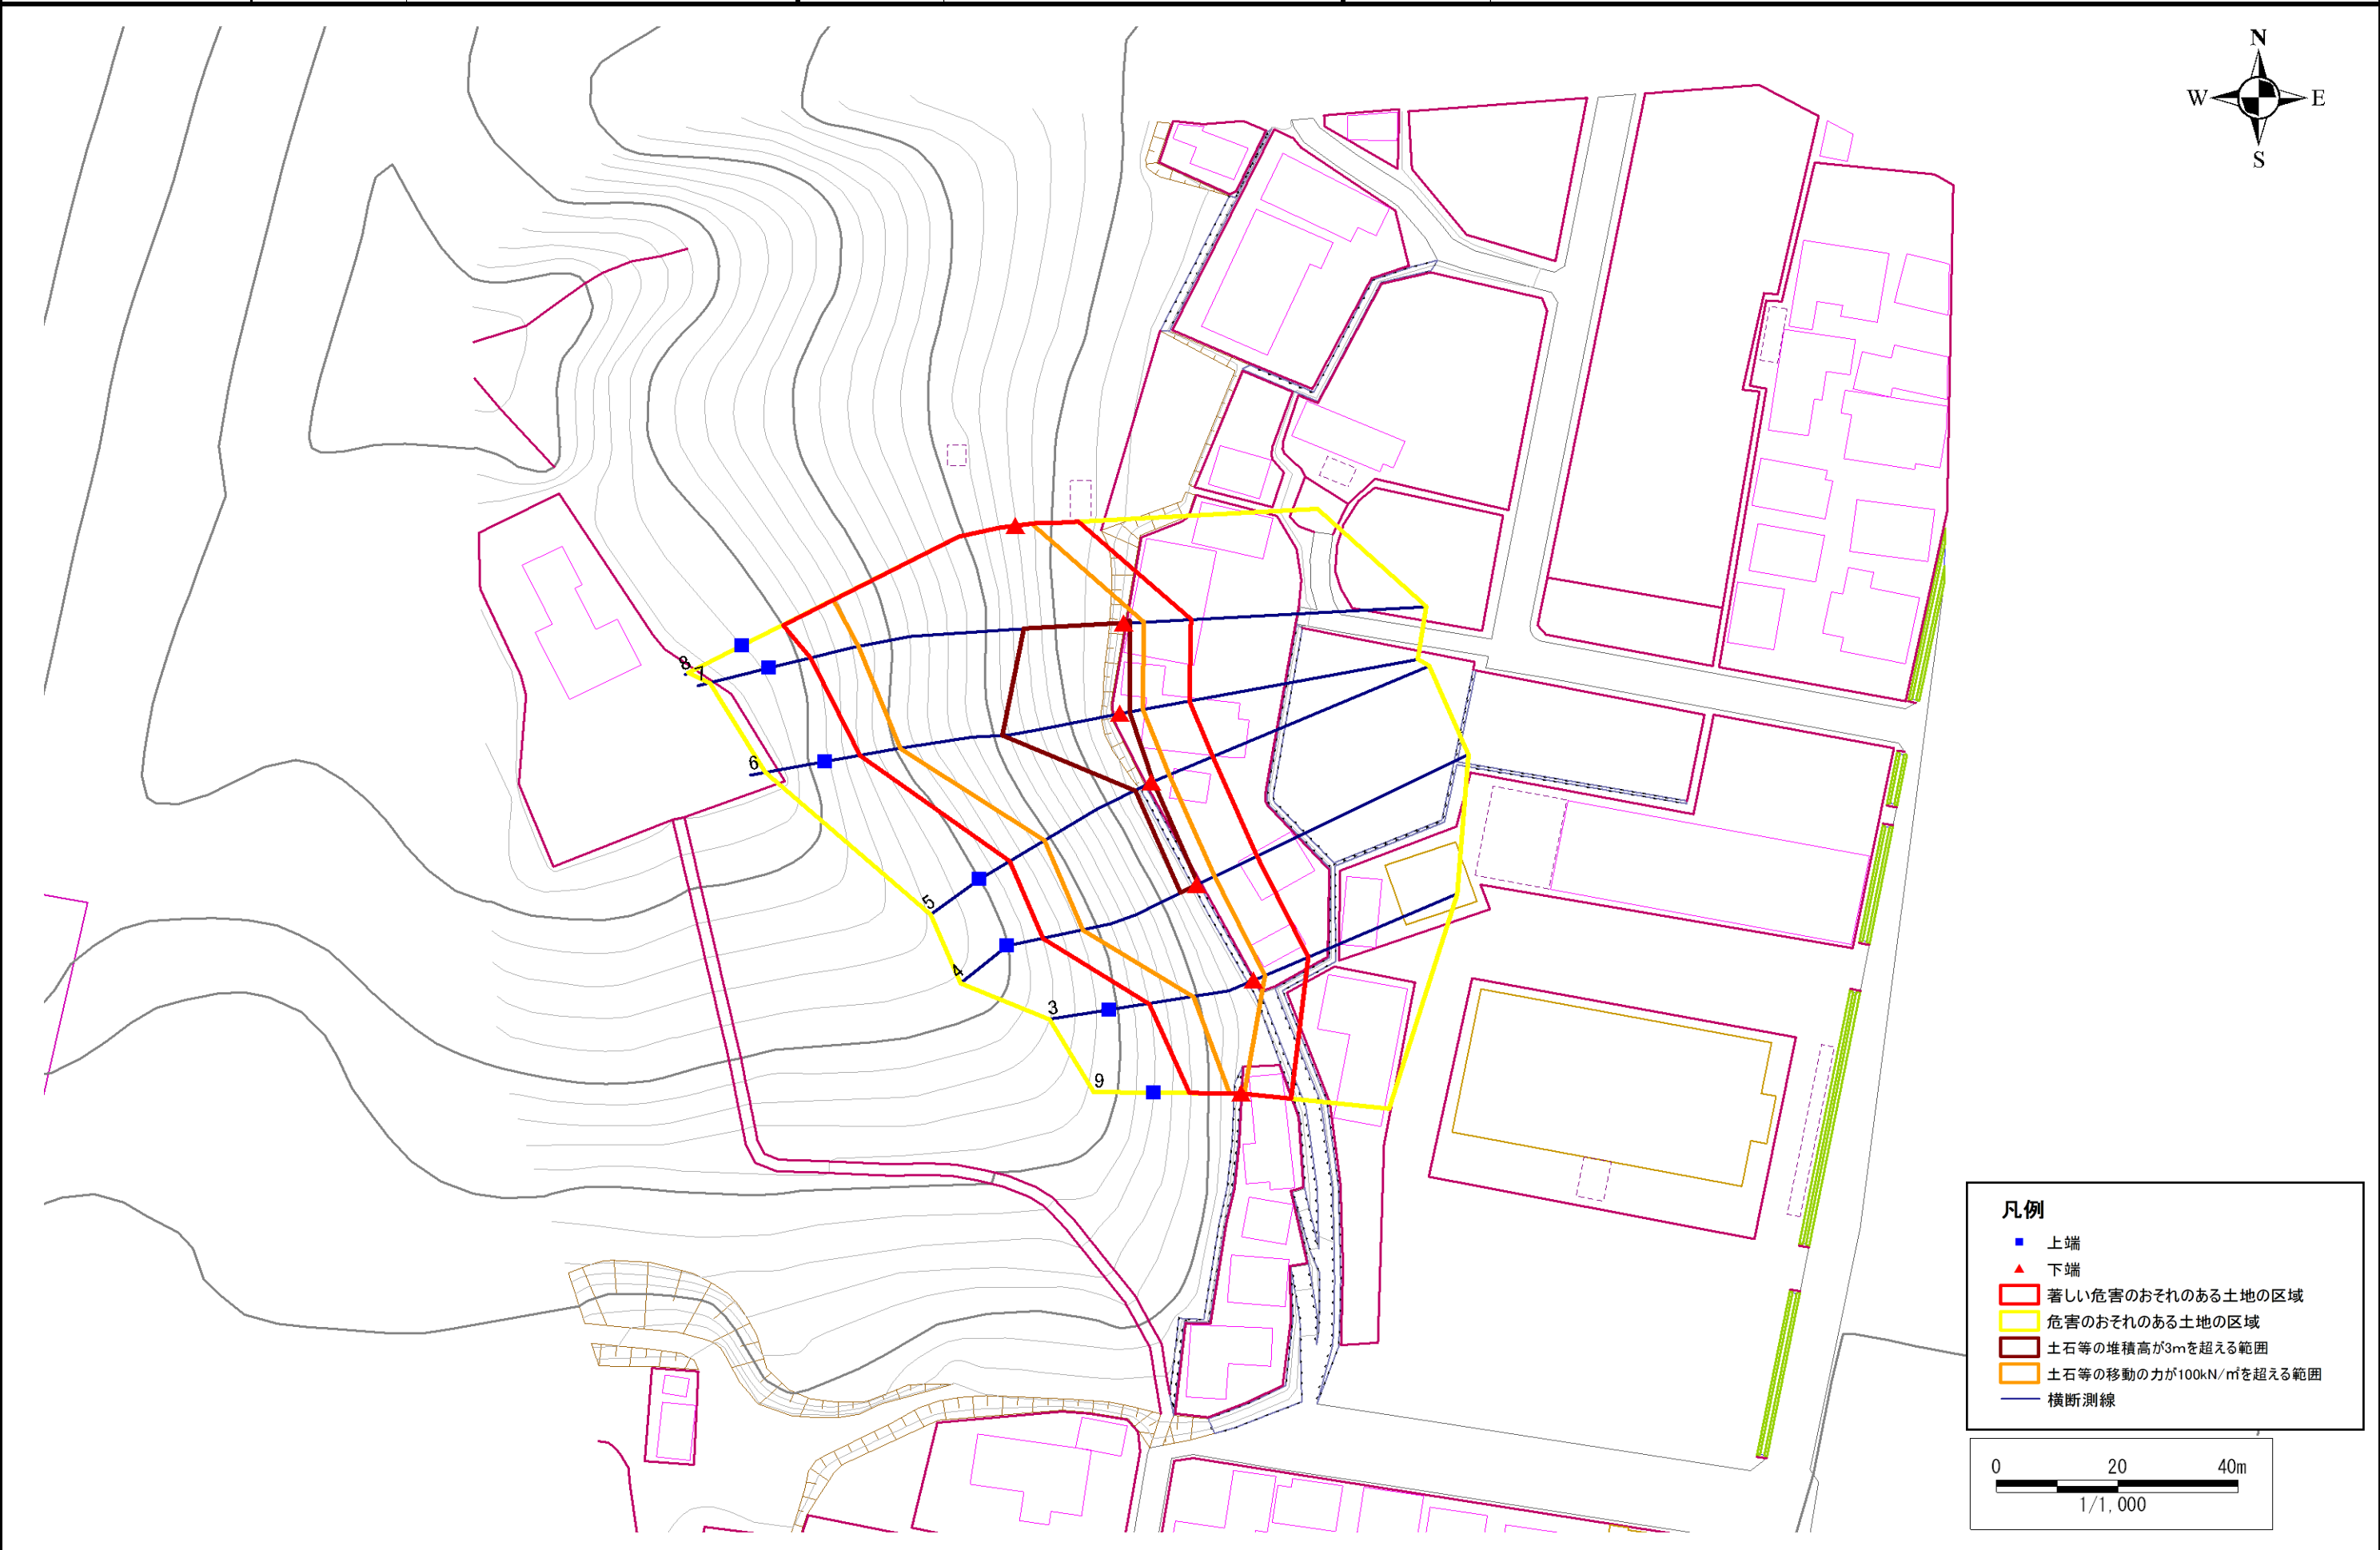 N
W E
S
8
7
6
5
4
3
9
凡例
上端
下端
著しい危害のおそれのある土地の区域
危害のおそれのある土地の区域
土石等の堆積高が3mを超える範囲
土石等の移動の力が100kN/㎡を超える範囲
横断測線
0 20 40m
1/1,000